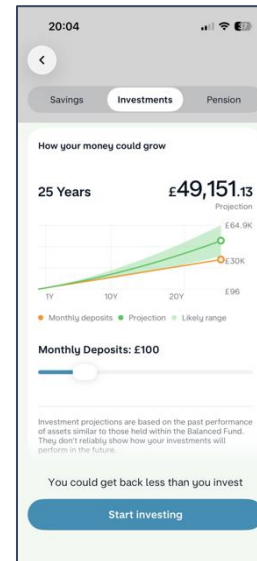 20:04
Savings Investments Pension
How your money could grow
25 Years £49,151.13
Projection
£64.9K
£30K
£96
1Y 10Y 20Y
Monthly deposits Projection Likely range
Monthly Deposits: £100
Investment projections are based on the past performance
of assets similar to those held within the Balanced Fund.
They don't reliably show how your investments will
perform in the future.
You could get back less than you invest
Start investing